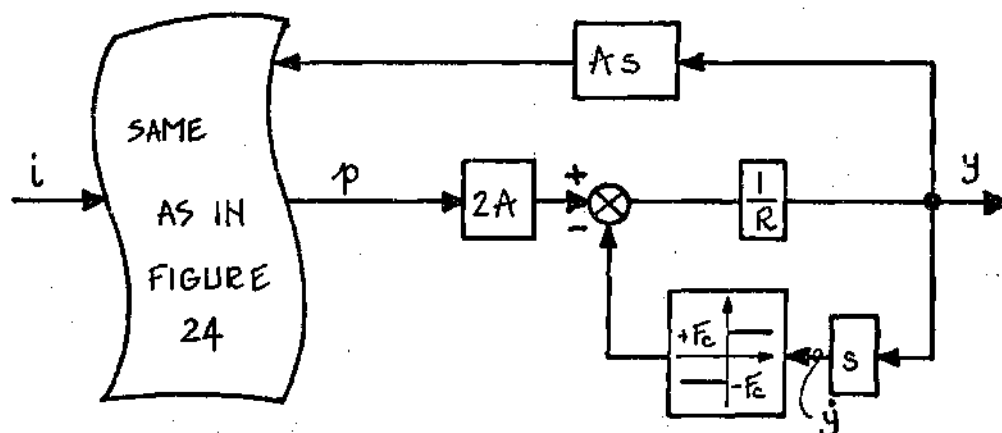 As
SAME
i
p
+
y
2A
1
R
AS IN
-
FIGURE
24
+Fc
-Fc
s
ẏ